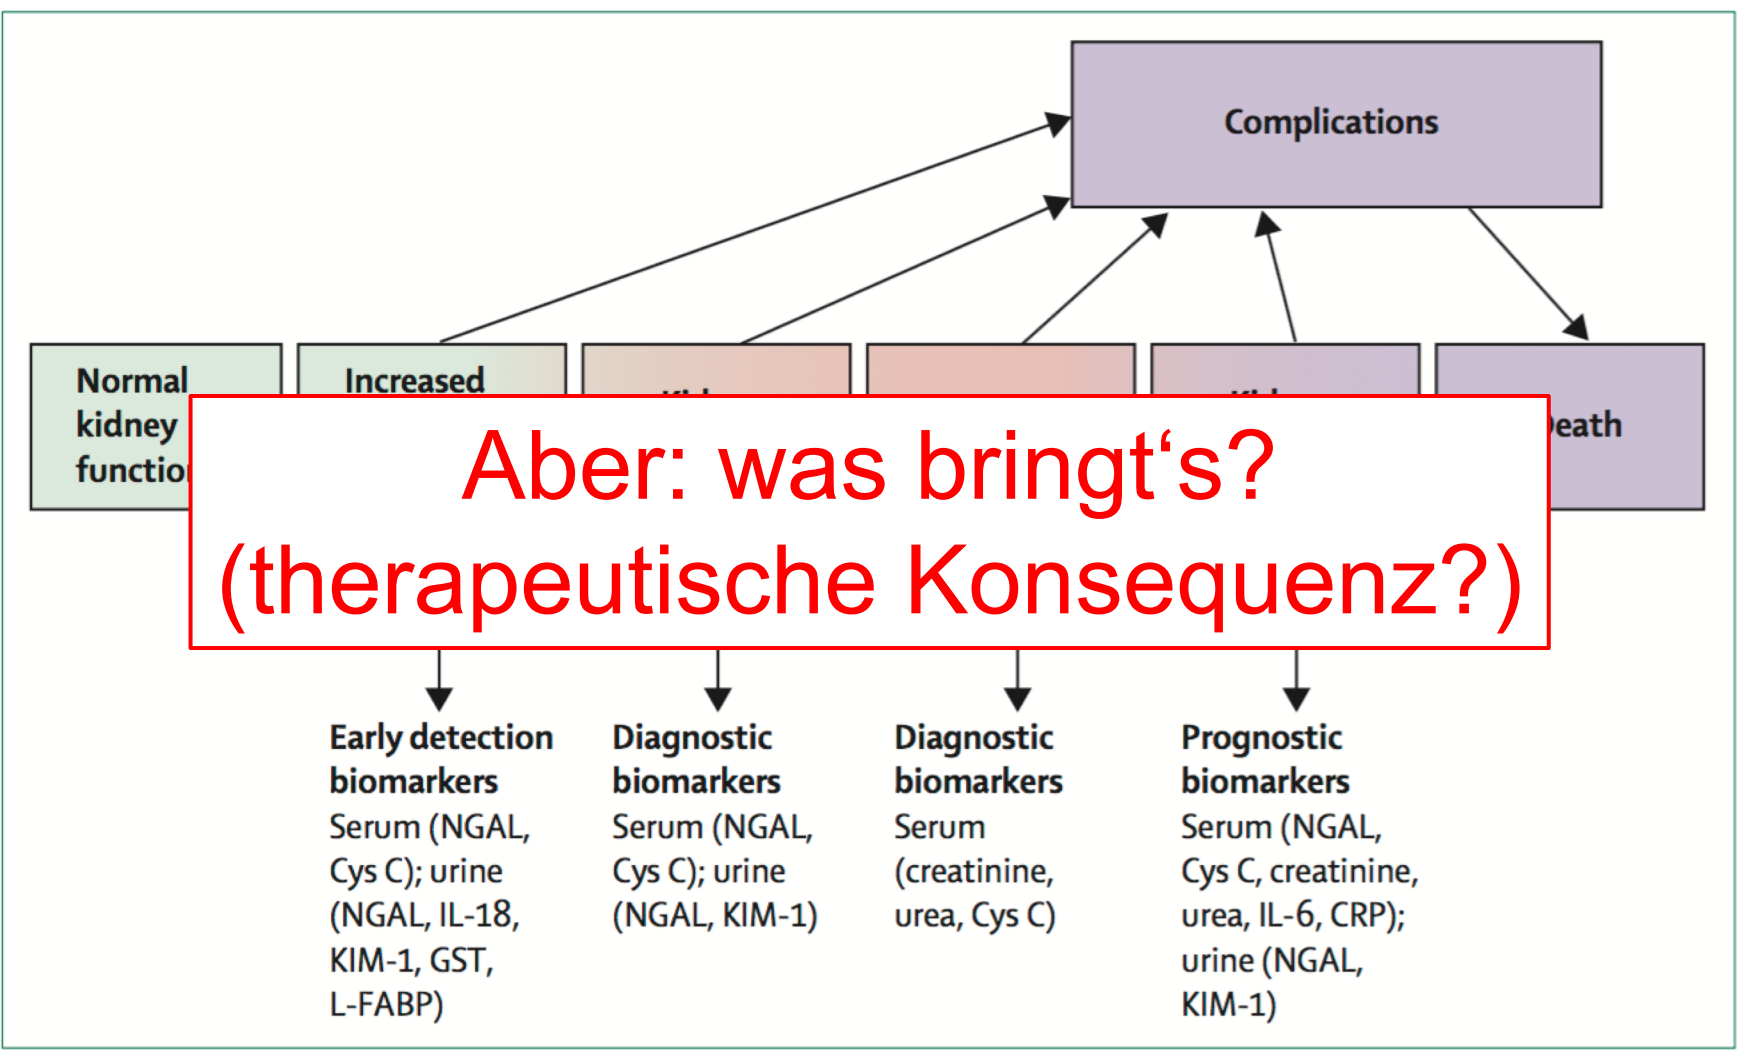 Complications
Normal
kidney
Increased
Aber: was bringt‘s?
(therapeutische Konsequenz?)
Early detection
biomarkers
Serum (NGAL,
Cys C); urine
(NGAL, IL-18,
KIM-1, GST,
L-FABP)
Diagnostic
biomarkers
Serum (NGAL,
Cys C); urine
(NGAL, KIM-1)
Diagnostic
biomarkers
Serum
(creatinine,
urea, Cys C)
Prognostic
biomarkers
Serum (NGAL,
Cys C, creatinine,
urea, IL-6, CRP);
urine (NGAL,
KIM-1)